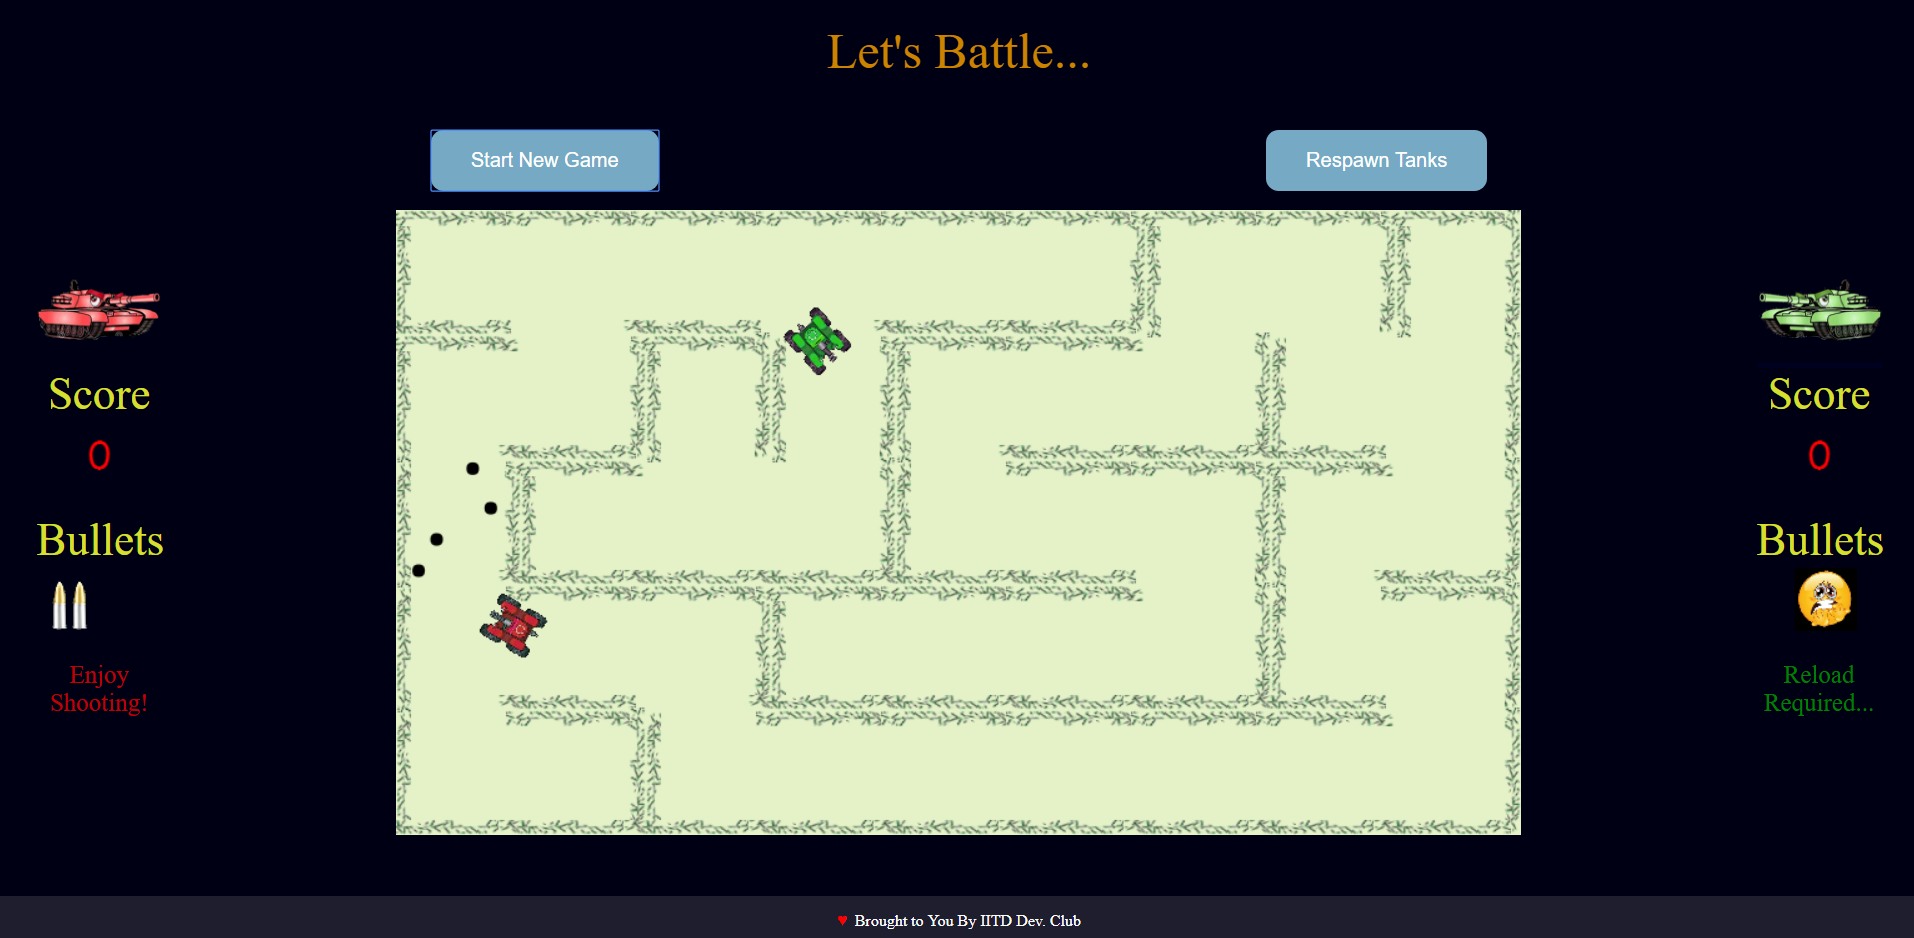 Let's Battle...
Start New Game
Respawn Tanks
Score
0
Bullets
Enjoy
Shooting!
Score
0
Bullets
Reload
Required...
♥ Brought to You By IITD Dev. Club